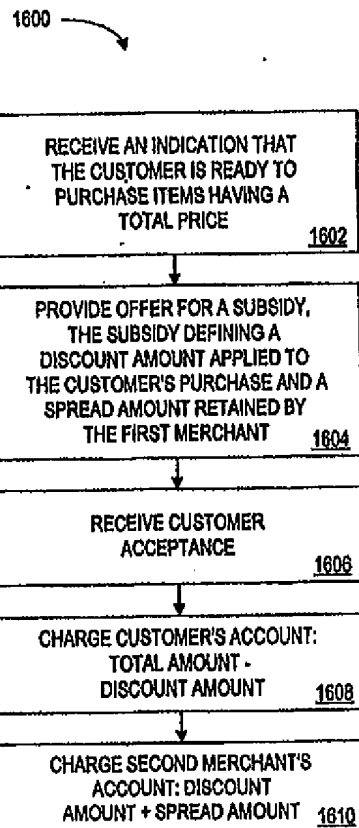 1600
RECEIVE AN INDICATION THAT
THE CUSTOMER IS READY TO
PURCHASE ITEMS HAVING A
TOTAL PRICE
1602
PROVIDE OFFER FOR A SUBSIDY,
THE SUBSIDY DEFINING A
DISCOUNT AMOUNT APPLIED TO
THE CUSTOMER'S PURCHASE AND A
SPREAD AMOUNT RETAINED BY
THE FIRST MERCHANT
1604
RECEIVE CUSTOMER
ACCEPTANCE
1606
CHARGE CUSTOMER'S ACCOUNT:
TOTAL AMOUNT -
DISCOUNT AMOUNT
1608
CHARGE SECOND MERCHANT'S
ACCOUNT: DISCOUNT
AMOUNT + SPREAD AMOUNT 1610